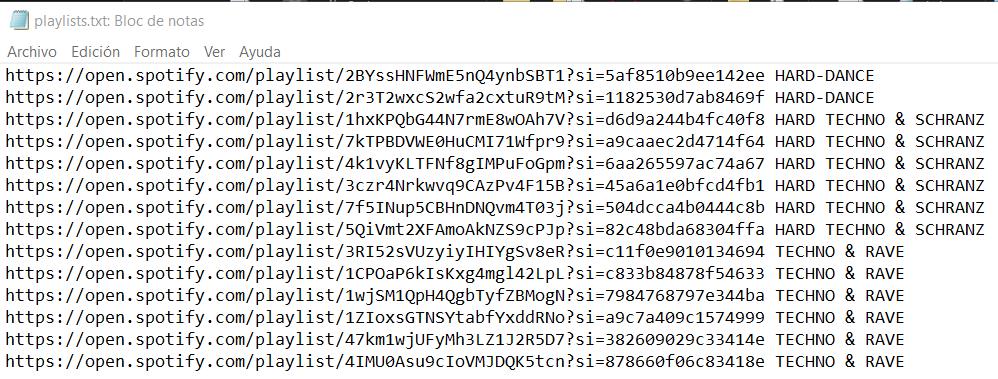 playlists.txt: Bloc de notas
Archivo Edición Formato Ver Ayuda
https://open.spotify.com/playlist/2BYssHNFWmE5nQ4ynbSBT1?si=5af8510b9ee142ee HARD-DANCE
https://open.spotify.com/playlist/2r3T2wxcS2wfa2cxtuR9tM?si=1182530d7ab8469f HARD-DANCE
https://open.spotify.com/playlist/1hxKPQbG44N7rmE8wOAh7V?si=d6d9a244b4fc40f8 HARD TECHNO & SCHRANZ
https://open.spotify.com/playlist/7kTPBDVWE0HuCMI71Wfpr9?si=a9caaec2d4714f64 HARD TECHNO & SCHRANZ
https://open.spotify.com/playlist/4k1vyKLTFNf8gIMPuFoGpm?si=6aa265597ac74a67 HARD TECHNO & SCHRANZ
https://open.spotify.com/playlist/3czr4Nrkwvq9CAzPv4F15B?si=45a6a1e0bfcd4fb1 HARD TECHNO & SCHRANZ
https://open.spotify.com/playlist/7f5INup5CBHnDNQvm4T03j?si=504dcca4b0444c8b HARD TECHNO & SCHRANZ
https://open.spotify.com/playlist/5QiVmt2XFAmoAkNZS9cPJp?si=82c48bda68304ffa HARD TECHNO & SCHRANZ
https://open.spotify.com/playlist/3RI52sVUzyiyIHIYgSv8eR?si=c11f0e9010134694 TECHNO & RAVE
https://open.spotify.com/playlist/1CPOaP6kIsKxg4mgl42LpL?si=c833b84878f54633 TECHNO & RAVE
https://open.spotify.com/playlist/1wjSM1QpH4QgbTyfZBMogN?si=7984768797e344ba TECHNO & RAVE
https://open.spotify.com/playlist/1ZIoxsGTNSYtabfYxddRNo?si=a9c7a409c1574999 TECHNO & RAVE
https://open.spotify.com/playlist/47km1wjUFyMh3LZ1J2R5D7?si=382609029c33414e TECHNO & RAVE
https://open.spotify.com/playlist/4IMU0Asu9cIoVMJDQK5tcn?si=878660f06c83418e TECHNO & RAVE